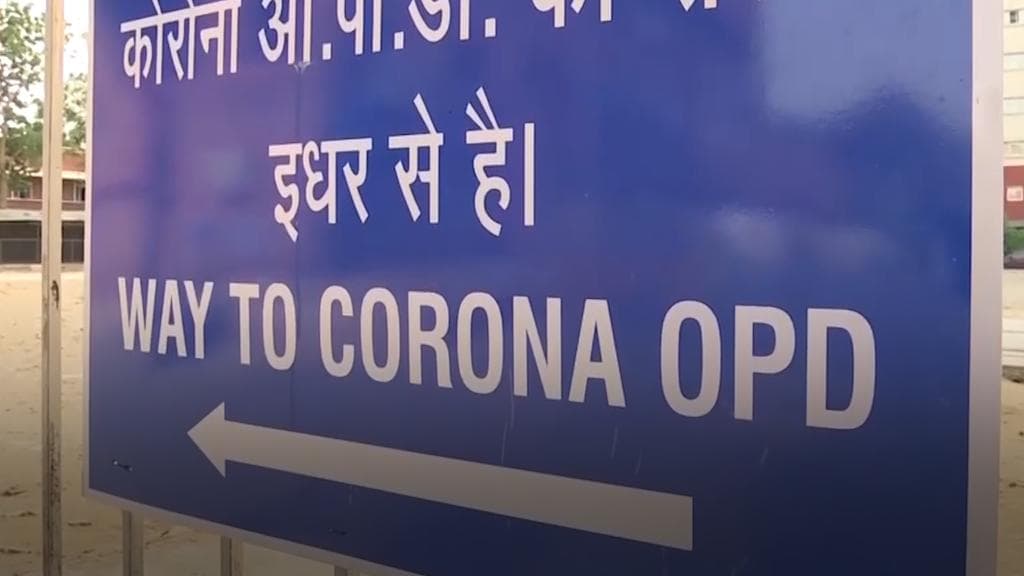 कोरोना ओ.पी.डी. का
इधर से है।
WAY TO CORONA OPD